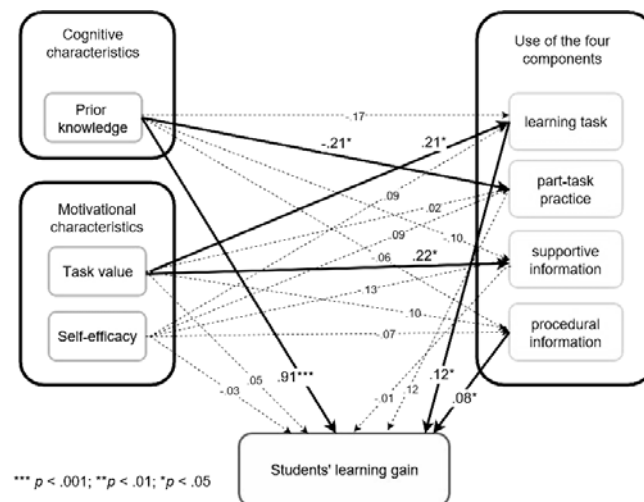 Cognitive
characteristics
Prior
knowledge
Motivational
characteristics
Task value
Self-efficacy
Use of the four
components
learning task
part-task
practice
supportive
information
procedural
information
-.17
-.21*
.21*
.09
.02
.09
.10
-.06
.22*
.13
.10
.07
.91***
.05
-.03
.12*
.12
-.01
.08*
Students' learning gain
*** p < .001; **p < .01; *p < .05